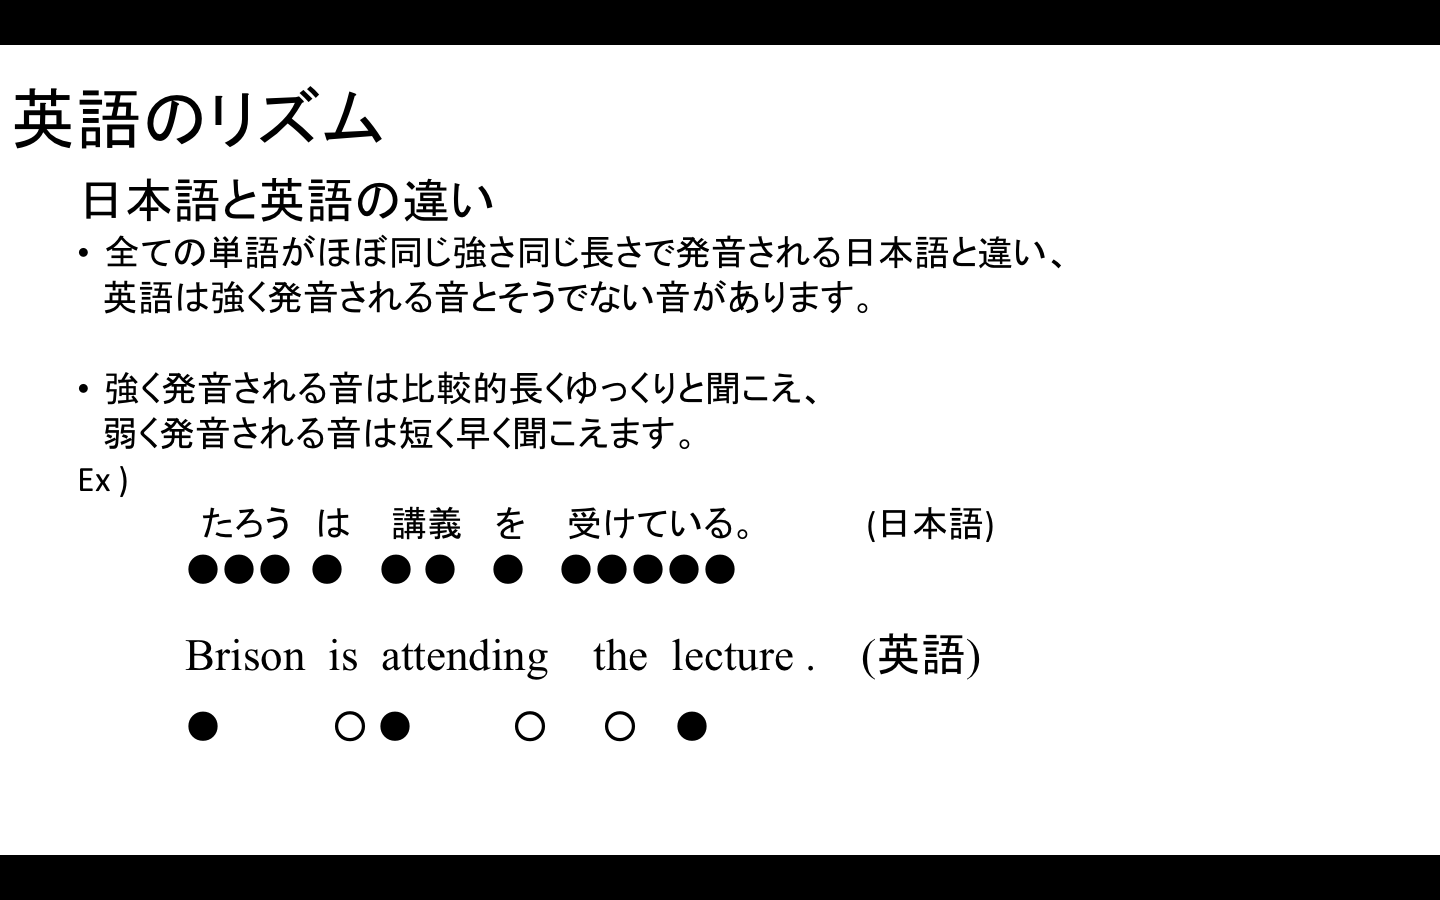 英語のリズム
日本語と英語の違い
• 全ての単語がほぼ同じ強さ同じ長さで発音される日本語と違い、
英語は強く発音される音とそうでない音があります。
• 強く発音される音は比較的長くゆっくりと聞こえ、
弱く発音される音は短く早く聞こえます。
Ex )
たろう は 講義 を 受けている。 (日本語)
●●● ● ● ● ● ●●●●●
Brison is attending the lecture . (英語)
● ○ ● ○ ○ ●